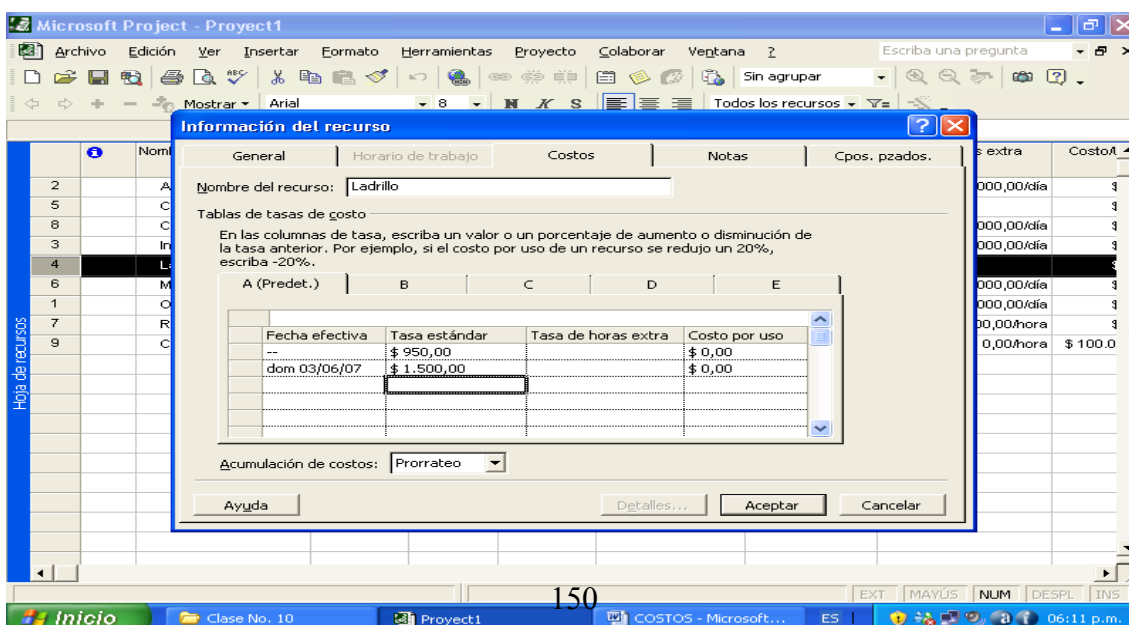 Microsoft Project - Proyect1
Archivo Edición Ver Insertar Formato Herramientas Proyecto Colaborar Ventana ? Escriba una pregunta
Sin agrupar
Mostrar Arial 8 N K S Todos los recursos
Información del recurso
General Horario de trabajo Costos Notas Cpos. pzados.
Nombre del recurso: Ladrillo
Tablas de tasas de costo
En las columnas de tasa, escriba un valor o un porcentaje de aumento o disminución de
la tasa anterior. Por ejemplo, si el costo por uso de un recurso se redujo un 20%,
escriba -20%.
A (Predet.) B C D E
Fecha efectiva Tasa estándar Tasa de horas extra Costo por uso
-- $ 950,00 $ 0,00
dom 03/06/07 $ 1.500,00 $ 0,00
Acumulación de costos: Prorrateo
Ayuda Detalles... Aceptar Cancelar
Noml s extra Costo/
2 A 000,00/día $
5 C $
8 C 000,00/día $
3 In 000,00/día $
4 L $
6 M 000,00/día $
1 O 000,00/día $
7 R 00,00/hora $
9 C 0,00/hora $ 100.0
Hoja de recursos
150
EXT MAYÚS NUM DESPL INS
Inicio Clase No. 10 Proyect1 COSTOS - Microsoft... ES 06:11 p.m.